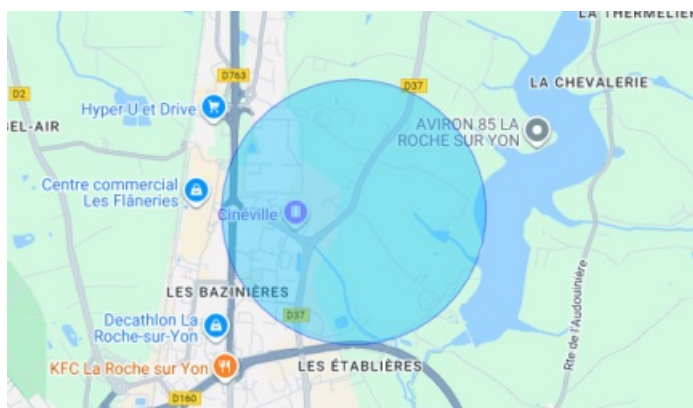 LA THERMELIÈR
D763
D2
D37
LA CHEVALERIE
Hyper U et Drive
BEL-AIR
AVIRON 85 LA
ROCHE SUR YON
Centre commercial
Les Flâneries
Cinéville
LES BAZINIÈRES
Rte de l'Audouinière
D37
Decathlon La
Roche-sur-Yon
KFC La Roche sur Yon
LES ÉTABLIÈRES
D160